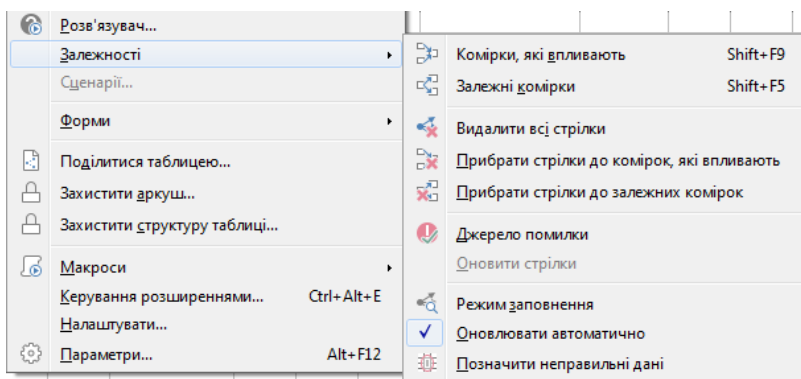 Розв'язувач...
Залежності
Сценарії...
Форми
Поділитися таблицею...
Захистити аркуш...
Захистити структуру таблиці...
Макроси
Керування розширеннями... Ctrl+Alt+E
Налаштувати...
Параметри... Alt+F12
Комірки, які впливають Shift+F9
Залежні комірки Shift+F5
Видалити всі стрілки
Прибрати стрілки до комірок, які впливають
Прибрати стрілки до залежних комірок
Джерело помилки
Оновити стрілки
Режим заповнення
Оновлювати автоматично
Позначити неправильні дані